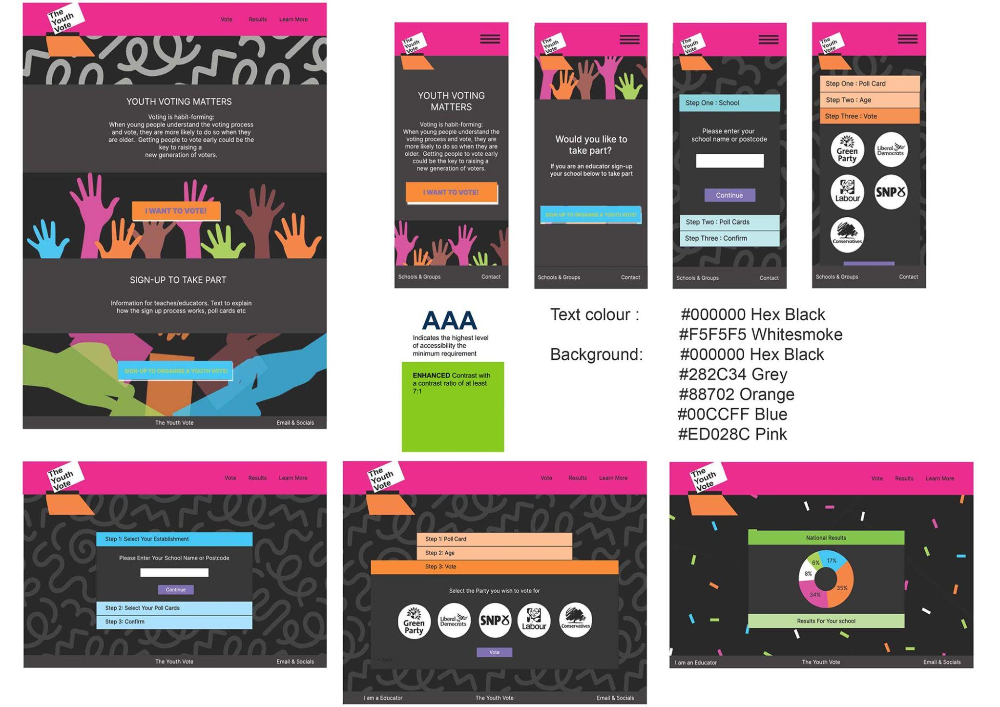 The
Youth
Vote
Vote Results Learn More
YOUTH VOTING MATTERS
Voting is habit-forming:
When young people understand the voting process
and vote, they are more likely to do so when they
are older. Getting people to vote early could be the
key to raising a
new generation of voters.
I WANT TO VOTE!
SIGN-UP TO TAKE PART
Information for teaches/educators. Text to explain
how the sign up process works, poll cards etc
SIGN-UP TO ORGANISE A YOUTH VOTE!
The Youth Vote Email & Socials
The
Youth
Vote
YOUTH VOTING
MATTERS
Voting is habit-forming:
When young people understand the
voting process and vote, they are
more likely to do so when they are
older. Getting people to vote early
could be the key to raising a
new generation of voters.
I WANT TO VOTE!
Schools & Groups Contact
The
Youth
Vote
Would you like to
take part?
If you are an educator sign-up
your school below to take part
SIGN-UP TO ORGANISE A YOUTH VOTE!
Schools & Groups Contact
The
Youth
Vote
Step One : School
Please enter your
school name or postcode
Continue
Step Two : Poll Cards
Step Three : Confirm
Schools & Groups Contact
The
Youth
Vote
Step One : Poll Card
Step Two : Age
Step Three : Vote
Green
Party
Liberal
Democrats
Labour
SNP
Conservatives
Schools & Groups Contact
AAA
Indicates the highest level
of accessibility the
minimum requirement
ENHANCED Contrast with
a contrast ratio of at least
7:1
Text colour : #000000 Hex Black
#F5F5F5 Whitesmoke
Background: #000000 Hex Black
#282C34 Grey
#88702 Orange
#00CCFF Blue
#ED028C Pink
The
Youth
Vote
Vote Results Learn More
Step 1: Select Your Establishment
Please Enter Your School Name or Postcode
Continue
Step 2: Select Your Poll Cards
Step 3: Confirm
The Youth Vote Email & Socials
The
Youth
Vote
Vote Results Learn More
Step 1: Poll Card
Step 2: Age
Step 3: Vote
Select the Party you wish to vote for
Green
Party
Liberal
Democrats
SNP
Labour
Conservatives
Vote
< Back
I am a Educator The Youth Vote Email & Socials
The
Youth
Vote
Vote Results Learn More
National Results
6% 17%
8%
35%
34%
Results For Your school
I am an Educator The Youth Vote Email & Socials